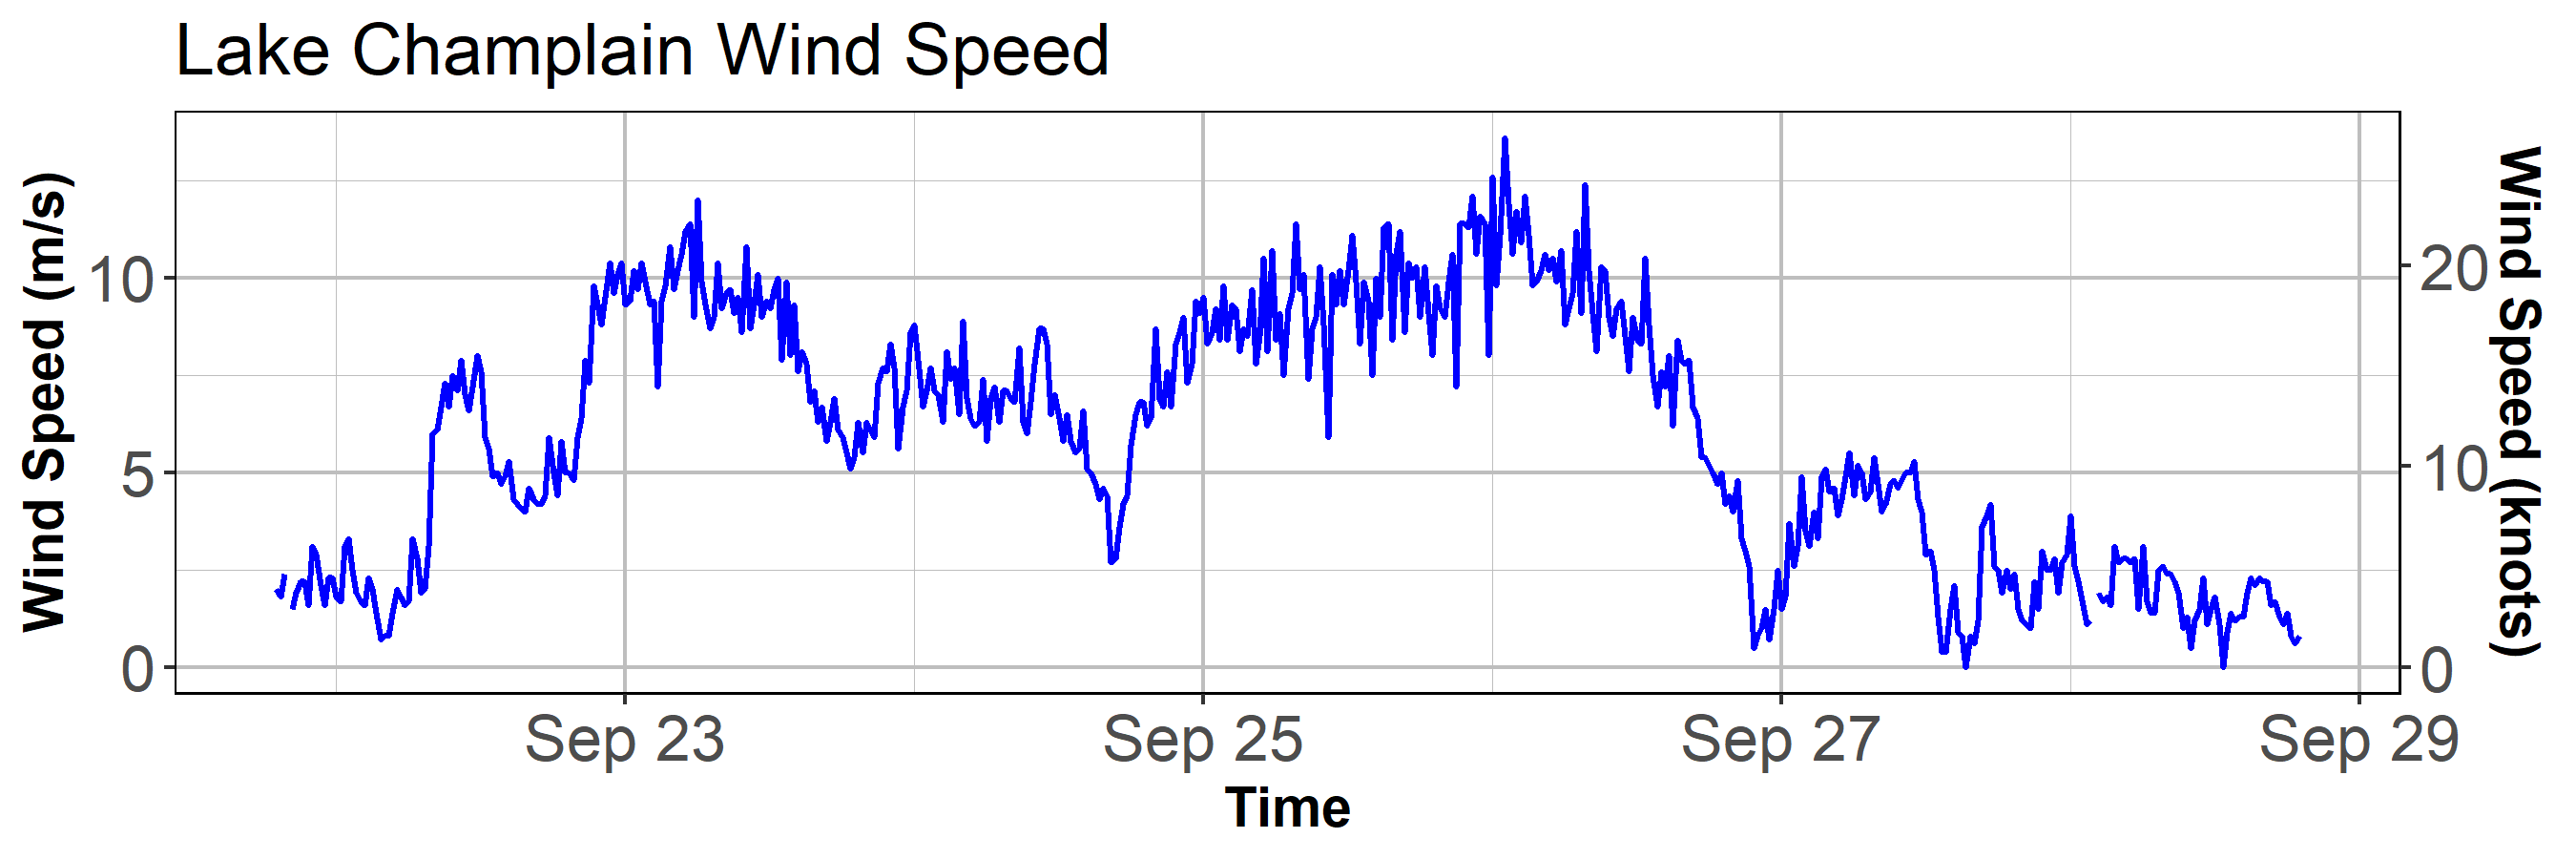 Lake Champlain Wind Speed
Wind Speed (m/s)
10
5
0
20
10
0
Wind Speed (knots)
Sep 23
Sep 25
Sep 27
Sep 29
Time